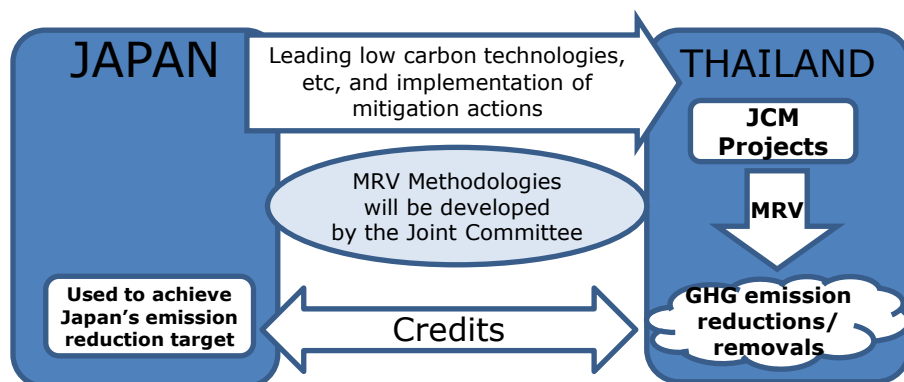 JAPAN
Leading low carbon technologies,
etc, and implementation of
mitigation actions
THAILAND
JCM
Projects
MRV Methodologies
will be developed
by the Joint Committee
MRV
Used to achieve
Japan's emission
reduction target
Credits
GHG emission
reductions/
removals